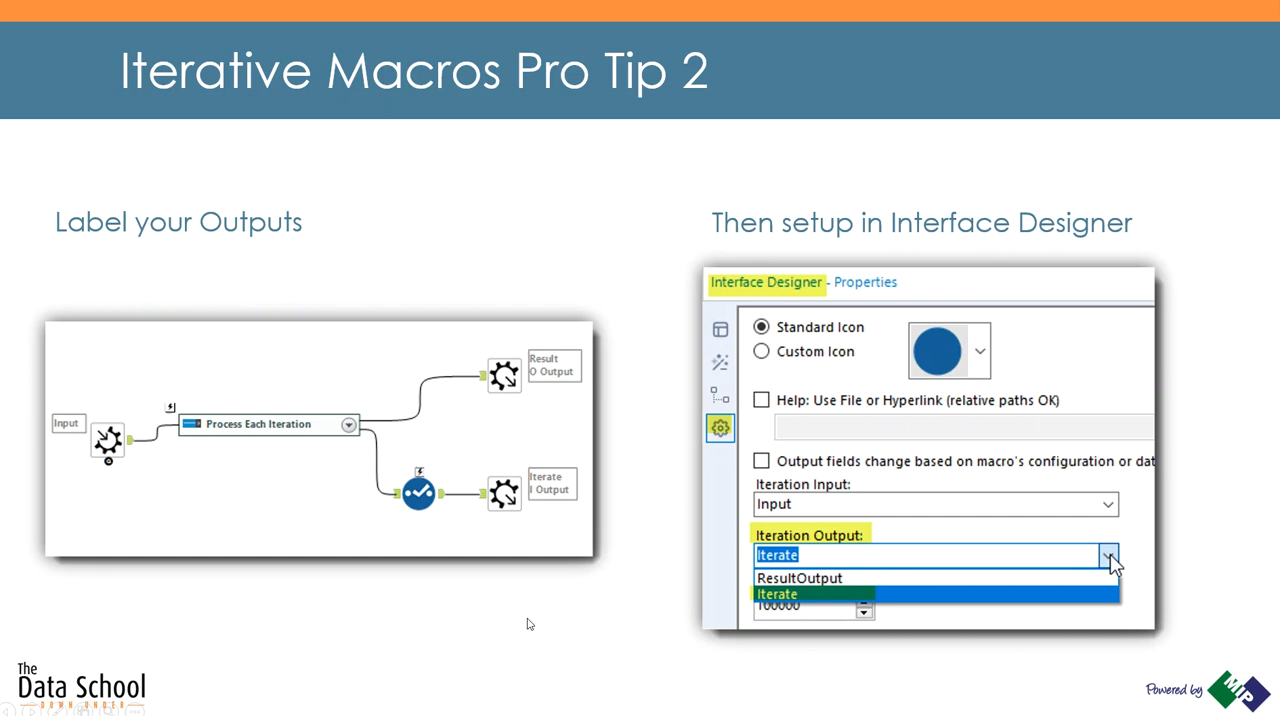 Iterative Macros Pro Tip 2
Label your Outputs
Then setup in Interface Designer
Input
Process Each Iteration
Result
O Output
Iterate
I Output
Interface Designer - Properties
Standard Icon
Custom Icon
Help: Use File or Hyperlink (relative paths OK)
Output fields change based on macro's configuration or dat
Iteration Input:
Input
Iteration Output:
Iterate
ResultOutput
Iterate
100000
The
Data School
DOWN UNDER
Powered by
MIP